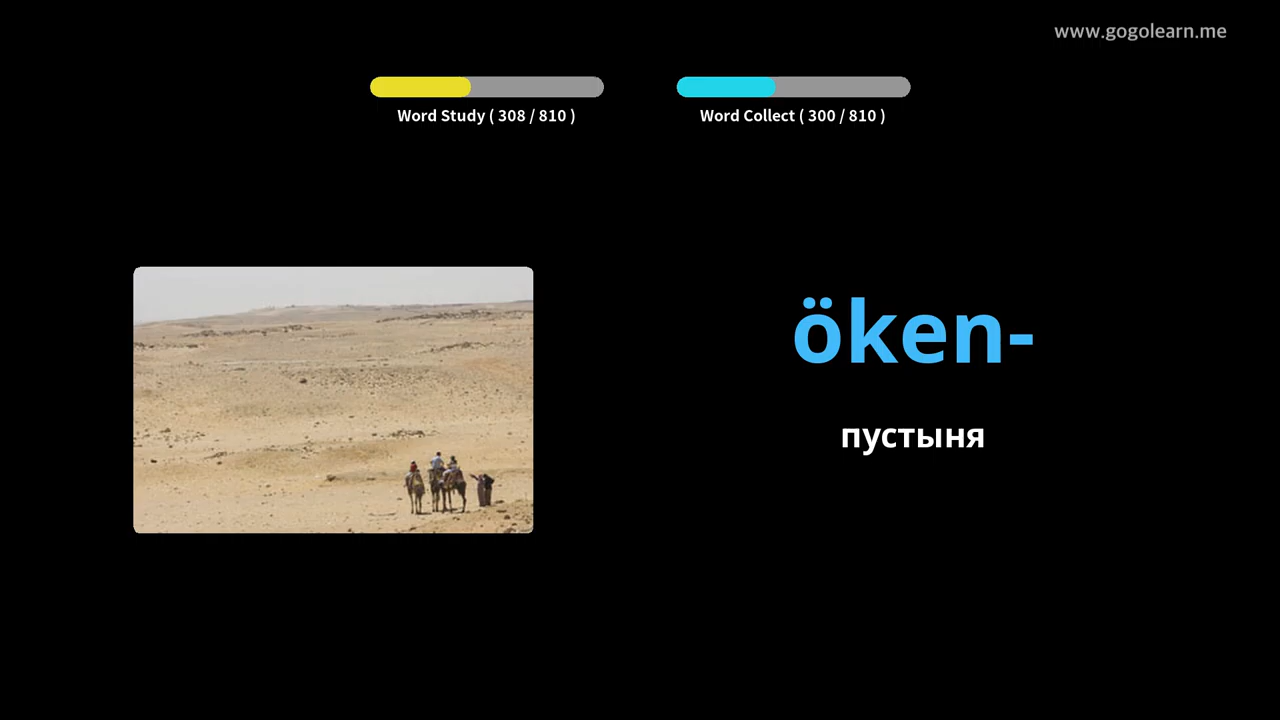 www.gogolearn.me
Word Study ( 308 / 810 )
Word Collect ( 300 / 810 )
öken-
пустыня